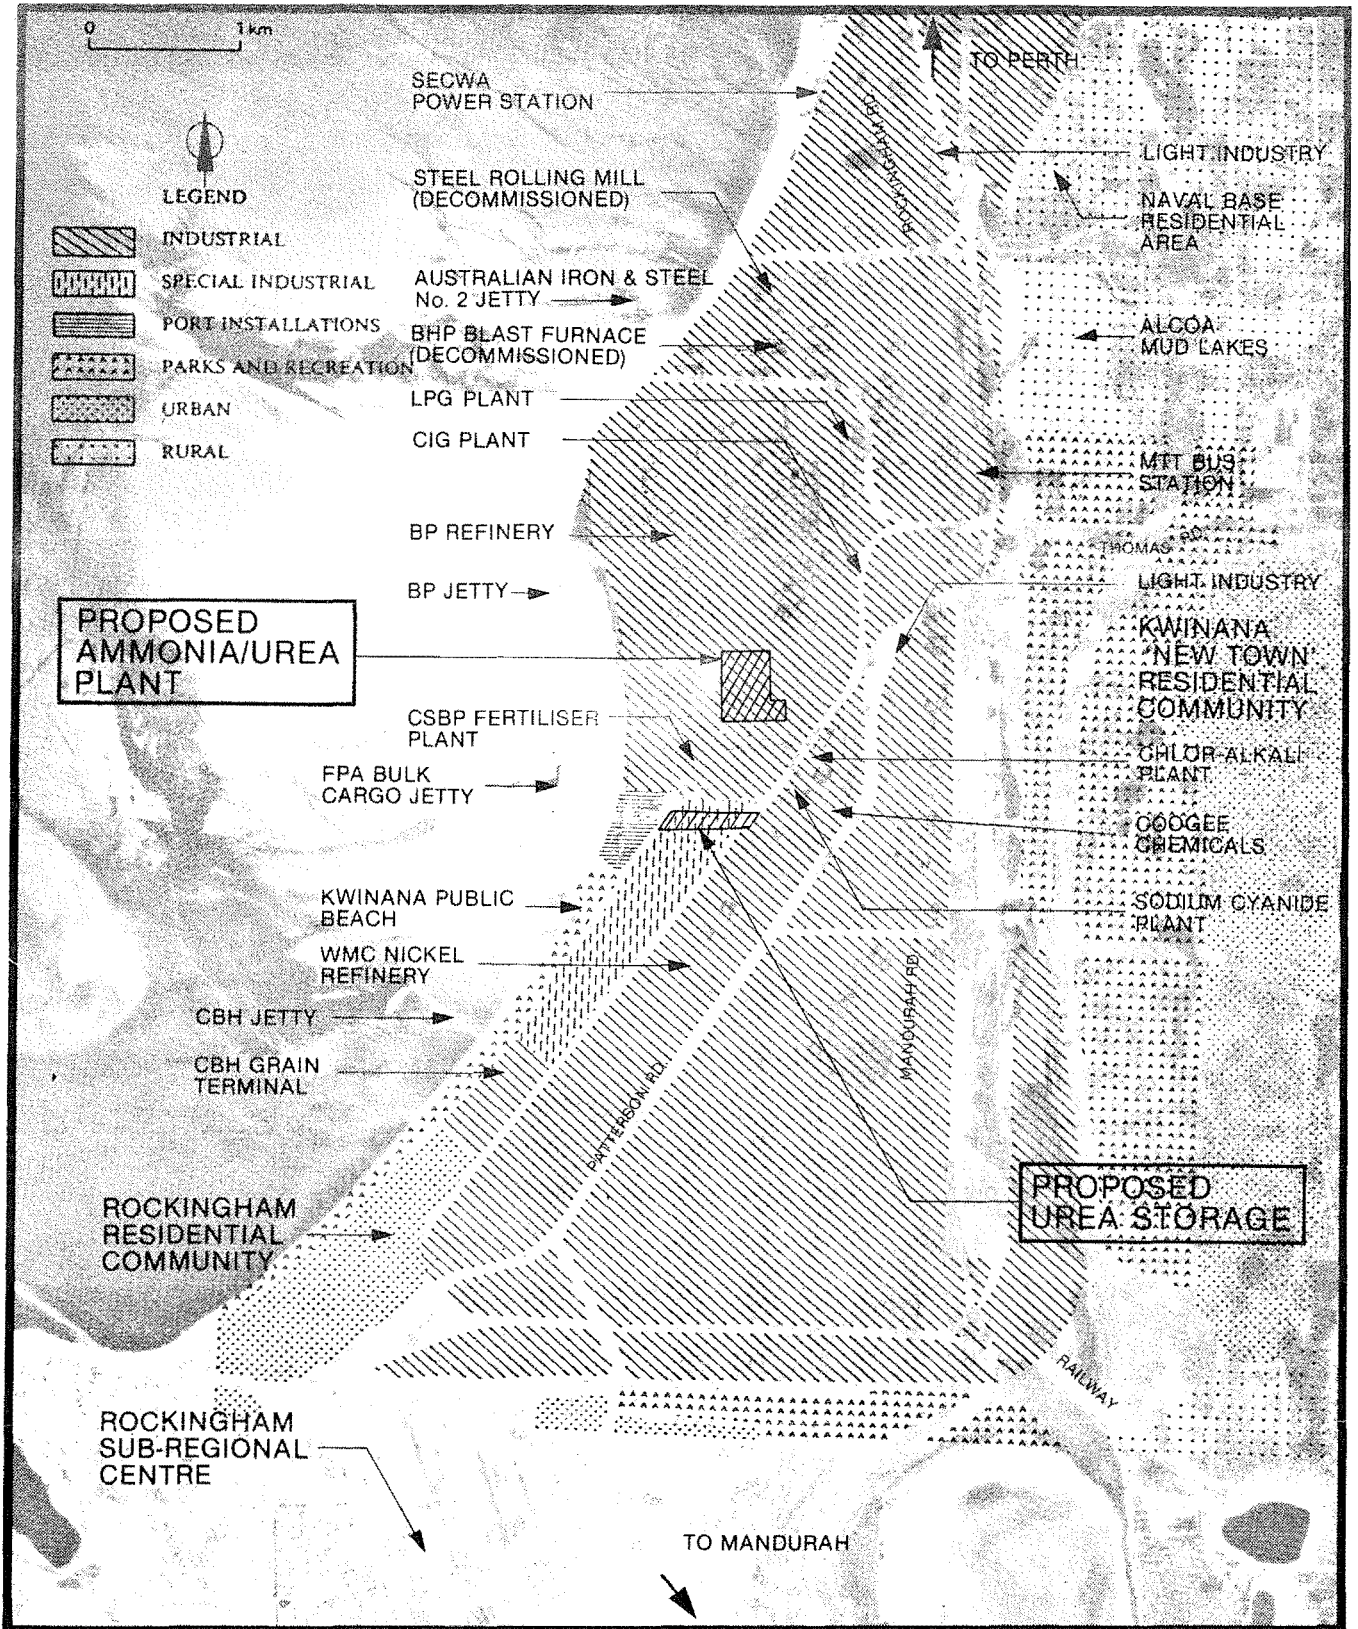 0 1 km
SECWA
POWER STATION
TO PERTH
ROCKINGHAM RD.
LIGHT INDUSTRY
STEEL ROLLING MILL
(DECOMMISSIONED)
NAVAL BASE
RESIDENTIAL
AREA
LEGEND
INDUSTRIAL
SPECIAL INDUSTRIAL
PORT INSTALLATIONS
PARKS AND RECREATION
URBAN
RURAL
AUSTRALIAN IRON & STEEL
No. 2 JETTY
BHP BLAST FURNACE
(DECOMMISSIONED)
ALCOA
MUD LAKES
LPG PLANT
CIG PLANT
MTT BUS
STATION
BP REFINERY
THOMAS RD.
BP JETTY
LIGHT INDUSTRY
PROPOSED
AMMONIA/UREA
PLANT
KWINANA
'NEW TOWN'
RESIDENTIAL
COMMUNITY
CSBP FERTILISER
PLANT
CHLOR-ALKALI
PLANT
FPA BULK
CARGO JETTY
COOGEE
CHEMICALS
KWINANA PUBLIC
BEACH
SODIUM CYANIDE
PLANT
WMC NICKEL
REFINERY
MANDURAH RD.
CBH JETTY
CBH GRAIN
TERMINAL
PATTERSON RD.
PROPOSED
UREA STORAGE
ROCKINGHAM
RESIDENTIAL
COMMUNITY
RAILWAY
ROCKINGHAM
SUB-REGIONAL
CENTRE
TO MANDURAH